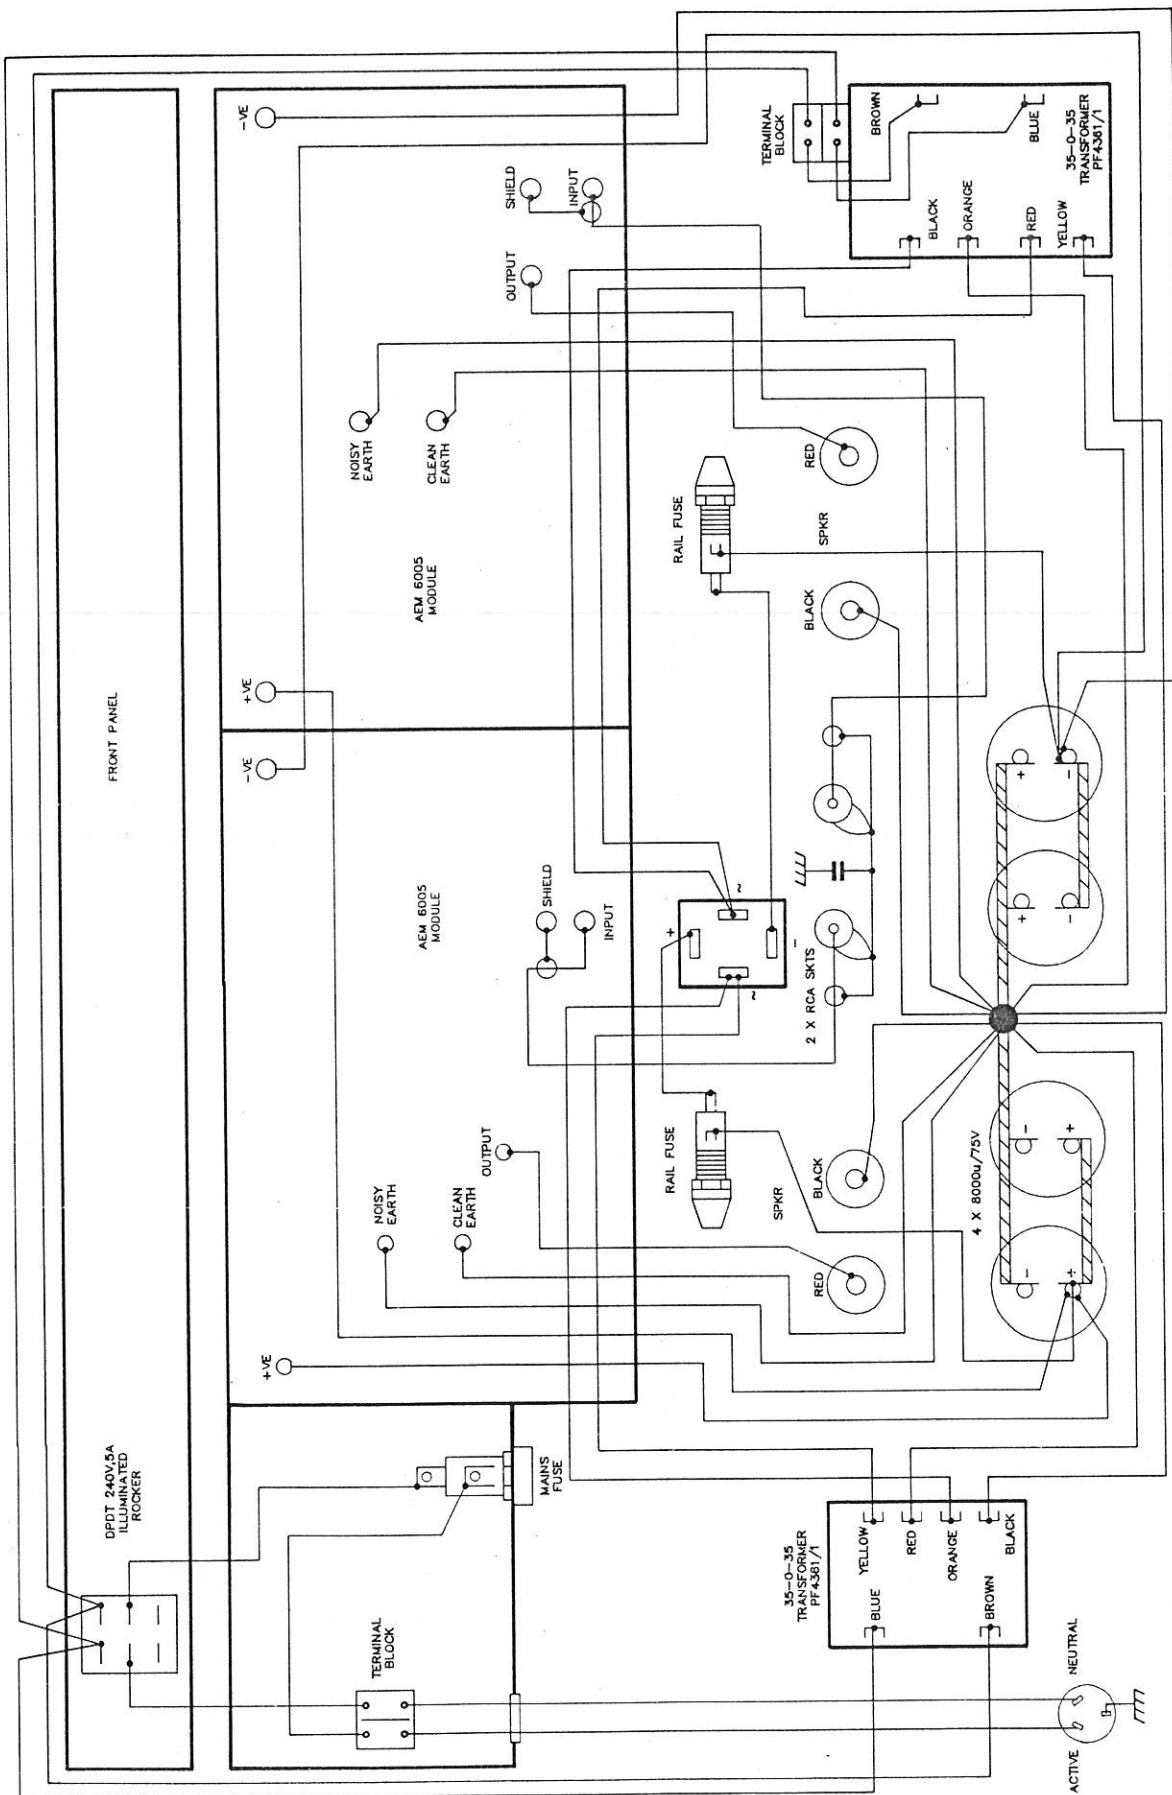 FRONT PANEL
DPDT 240V,5A
ILLUMINATED
ROCKER
+VE
-VE
+VE
-VE
NOISY
EARTH
CLEAN
EARTH
OUTPUT
AEM 6005
MODULE
SHIELD
INPUT
NOISY
EARTH
CLEAN
EARTH
AEM 6005
MODULE
OUTPUT
SHIELD
INPUT
TERMINAL
BLOCK
MAINS
FUSE
RAIL FUSE
+
~
~
-
RAIL FUSE
TERMINAL
BLOCK
BROWN
BLUE
35-0-35
TRANSFORMER
PF4361/1
BLACK
ORANGE
RED
YELLOW
RED
SPKR
BLACK
2 X RCA SKTS
BLACK
SPKR
RED
35-0-35
TRANSFORMER
PF4361/1
BLUE
YELLOW
RED
ORANGE
BROWN
BLACK
4 X 8000u/75V
-
+
-
+
+
-
+
-
ACTIVE
NEUTRAL